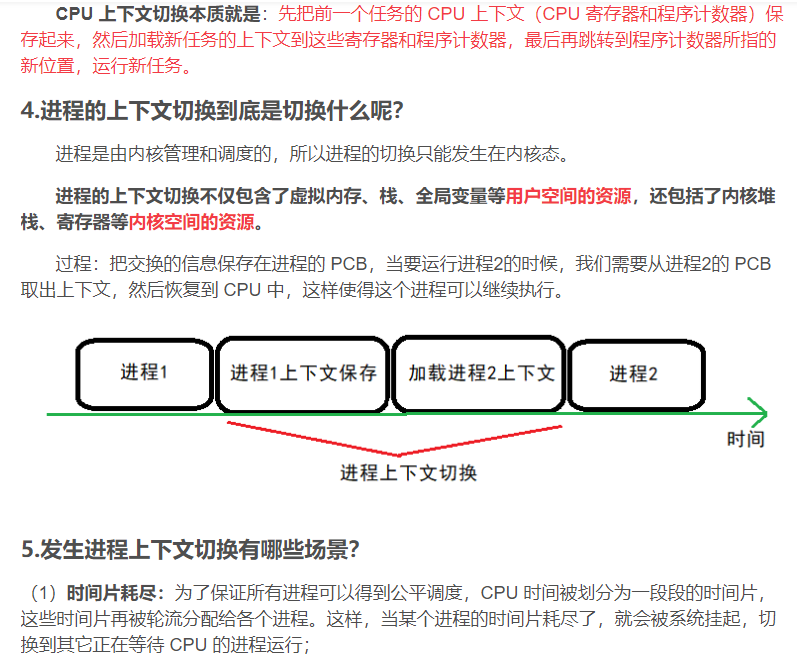 CPU 上下文切换本质就是：先把前一个任务的 CPU 上下文（CPU 寄存器和程序计数器）保
存起来，然后加载新任务的上下文到这些寄存器和程序计数器，最后再跳转到程序计数器所指的
新位置，运行新任务。
4.进程的上下文切换到底是切换什么呢？
进程是由内核管理和调度的，所以进程的切换只能发生在内核态。
进程的上下文切换不仅包含了虚拟内存、栈、全局变量等用户空间的资源，还包括了内核堆
栈、寄存器等内核空间的资源。
过程：把交换的信息保存在进程的 PCB，当要运行进程2的时候，我们需要从进程2的 PCB
取出上下文，然后恢复到 CPU 中，这样使得这个进程可以继续执行。
进程1 进程1上下文保存 加载进程2上下文 进程2
时间
进程上下文切换
5.发生进程上下文切换有哪些场景？
（1）时间片耗尽：为了保证所有进程可以得到公平调度，CPU 时间被划分为一段段的时间片，
这些时间片再被轮流分配给各个进程。这样，当某个进程的时间片耗尽了，就会被系统挂起，切
换到其它正在等待 CPU 的进程运行；